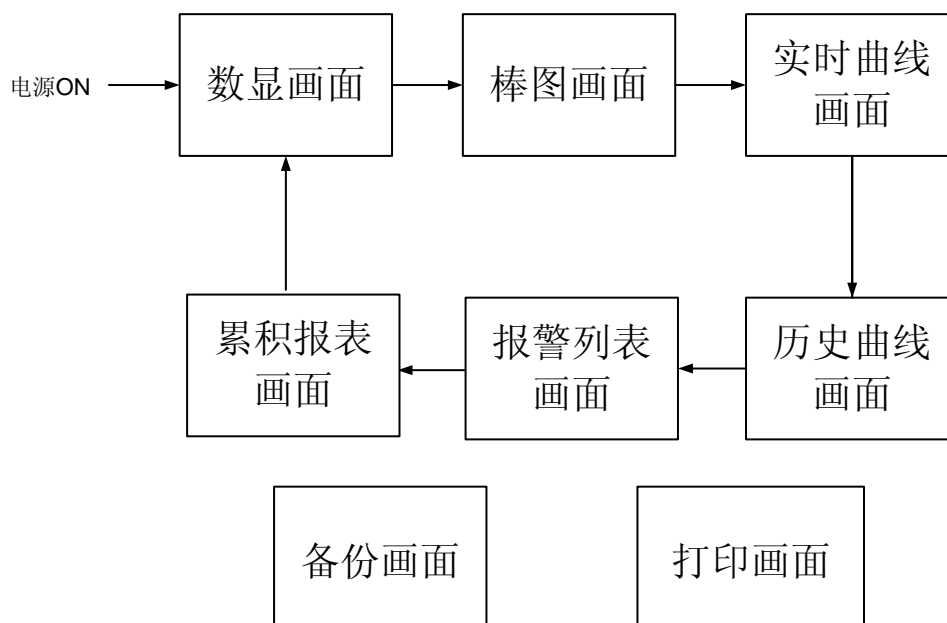 电源ON
数显画面
棒图画面
实时曲线
画面
累积报表
画面
报警列表
画面
历史曲线
画面
备份画面
打印画面